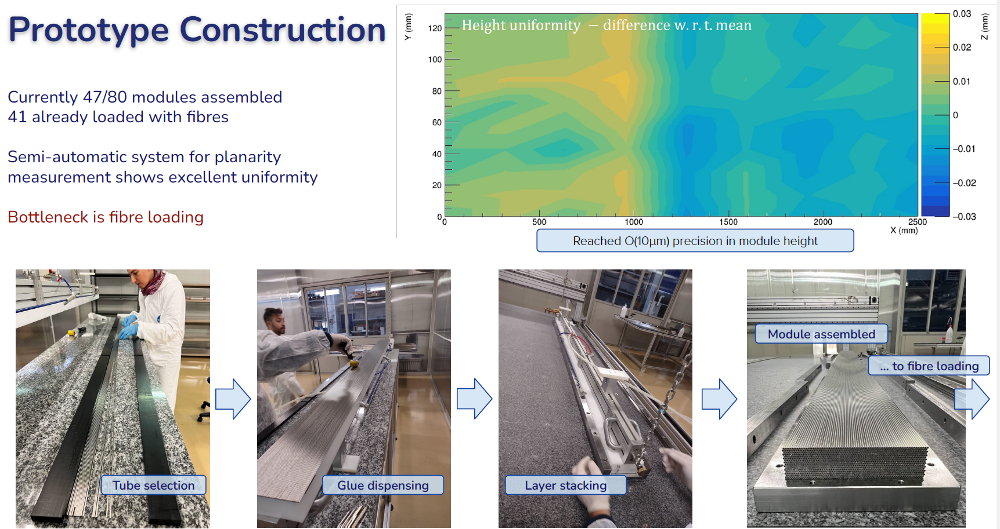 Prototype Construction
Currently 47/80 modules assembled
41 already loaded with fibres
Semi-automatic system for planarity
measurement shows excellent uniformity
Bottleneck is fibre loading
Height uniformity – difference w. r. t. mean
Y (mm)
120
100
80
60
40
20
0
0
500
1000
1500
2000
2500
X (mm)
0.03
0.02
0.01
0
−0.01
−0.02
−0.03
Z (mm)
Reached O(10μm) precision in module height
Tube selection
Glue dispensing
Layer stacking
Module assembled
... to fibre loading